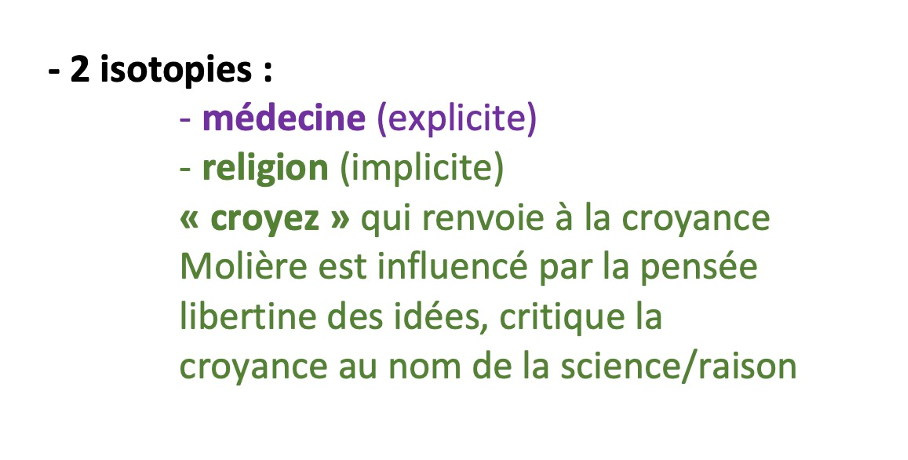 - 2 isotopies :
- médecine (explicite)
- religion (implicite)
« croyez » qui renvoie à la croyance
Molière est influencé par la pensée
libertine des idées, critique la
croyance au nom de la science/raison